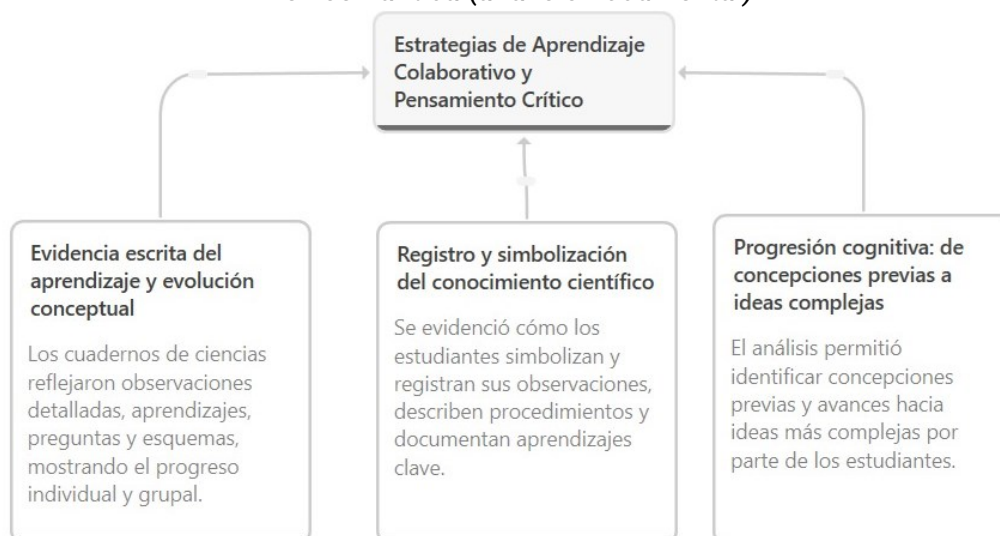 Estrategias de Aprendizaje
Colaborativo y
Pensamiento Crítico
Evidencia escrita del
aprendizaje y evolución
conceptual
Los cuadernos de ciencias
reflejaron observaciones
detalladas, aprendizajes,
preguntas y esquemas,
mostrando el progreso
individual y grupal.
Registro y simbolización
del conocimiento científico
Se evidenció cómo los
estudiantes simbolizan y
registran sus observaciones,
describen procedimientos y
documentan aprendizajes
clave.
Progresión cognitiva: de
concepciones previas a
ideas complejas
El análisis permitió
identificar concepciones
previas y avances hacia
ideas más complejas por
parte de los estudiantes.